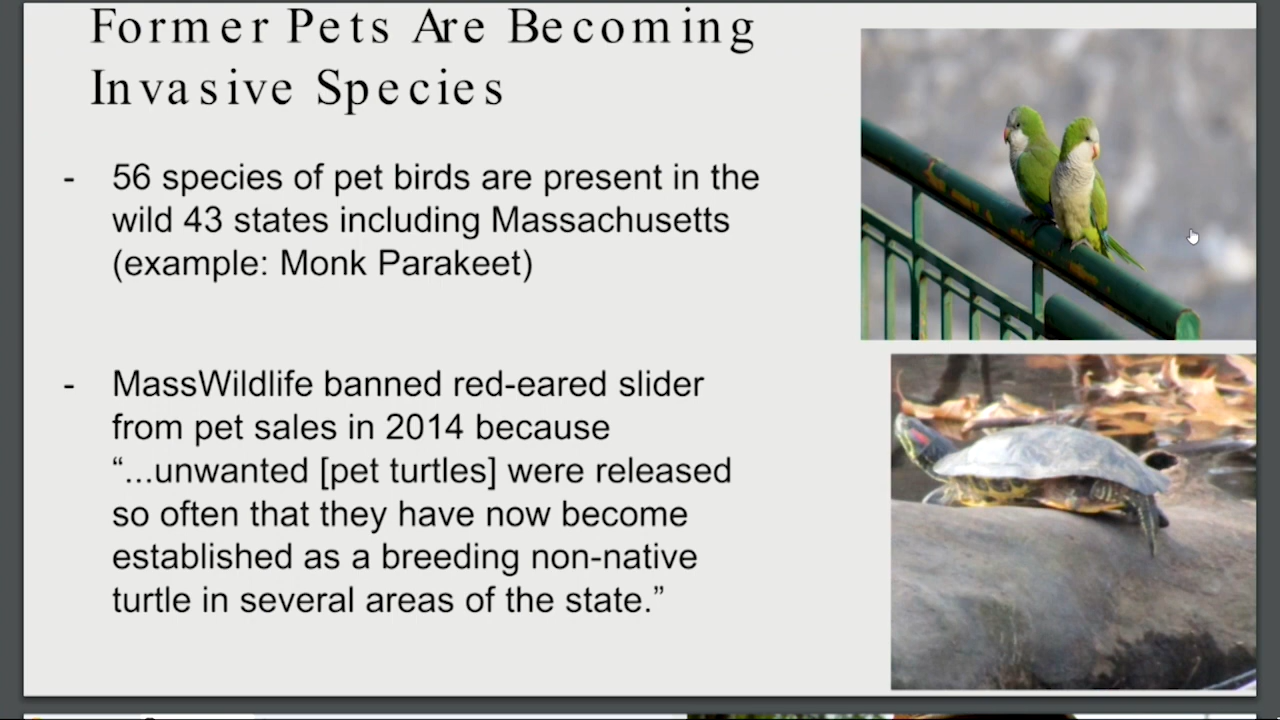 Former Pets Are Becoming
Invasive Species
- 56 species of pet birds are present in the
wild 43 states including Massachusetts
(example: Monk Parakeet)
- MassWildlife banned red-eared slider
from pet sales in 2014 because
“...unwanted [pet turtles] were released
so often that they have now become
established as a breeding non-native
turtle in several areas of the state.”